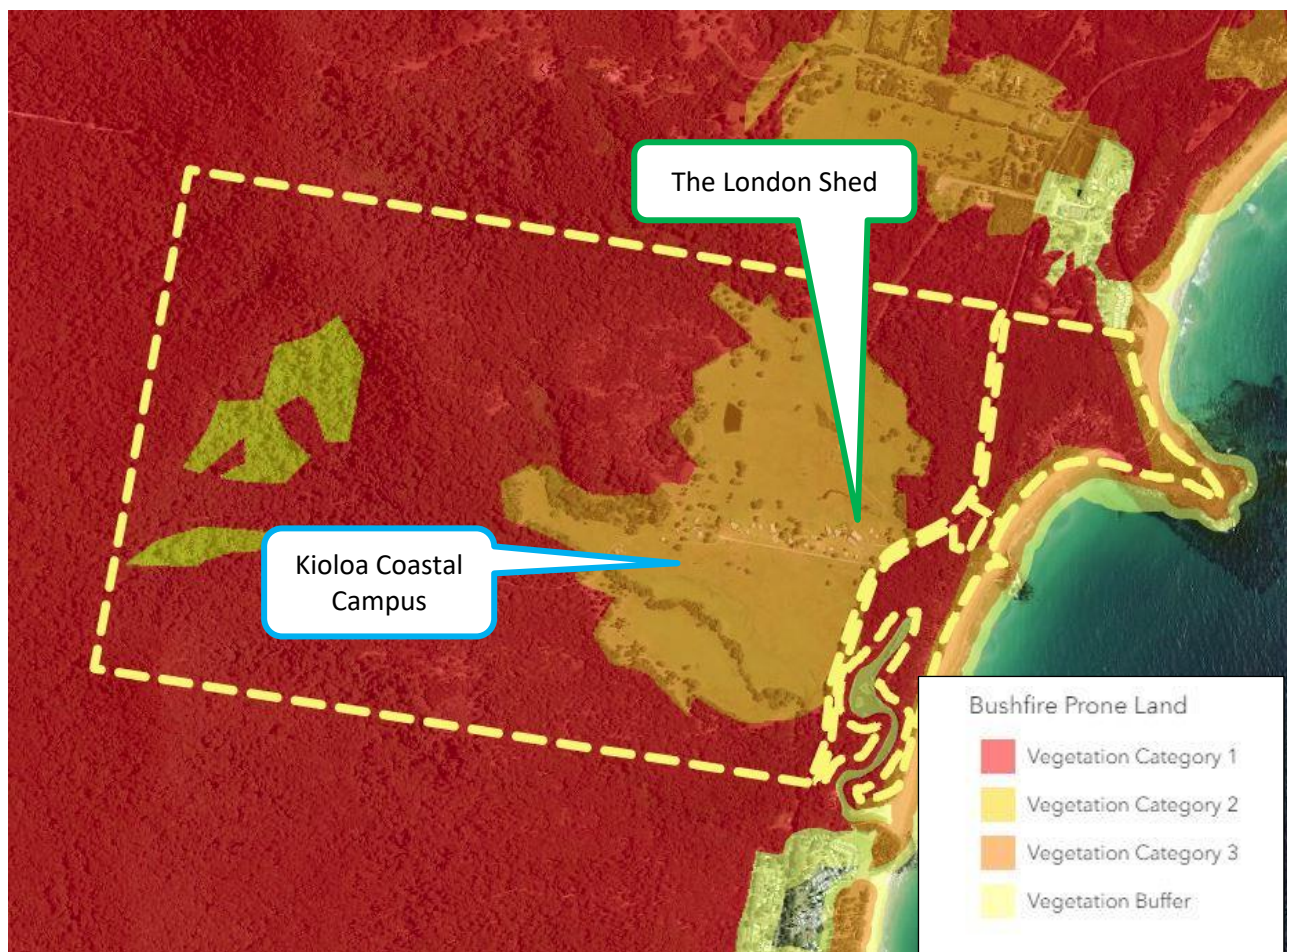 The London Shed
Kioloa Coastal
Campus
Bushfire Prone Land
Vegetation Category 1
Vegetation Category 2
Vegetation Category 3
Vegetation Buffer